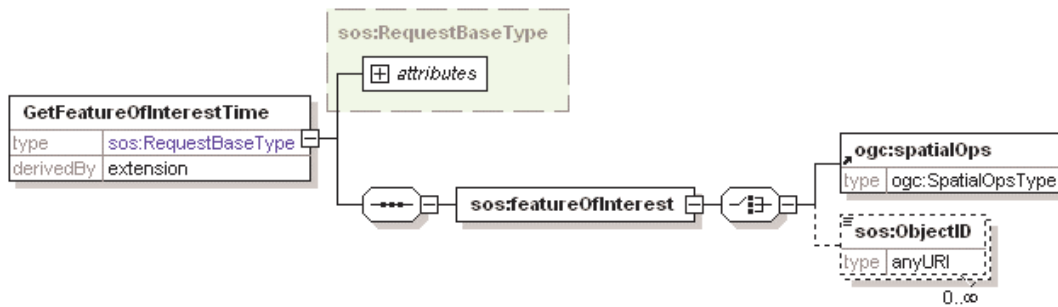 sos:RequestBaseType
attributes
GetFeatureOfInterestTime
type sos:RequestBaseType
derivedBy extension
sos:featureOfInterest
ogc:spatialOps
type ogc:SpatialOpsType
sos:ObjectID
type anyURI
0..∞